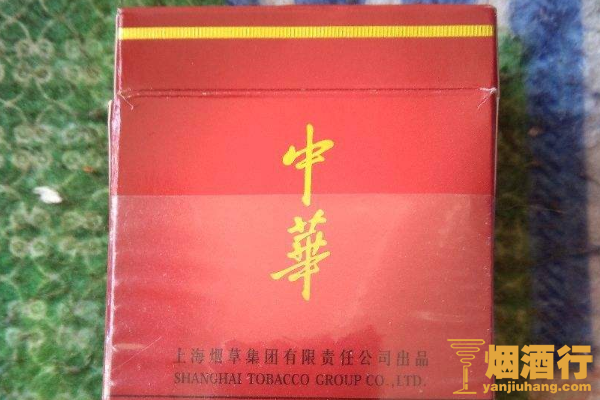 中
華
上海烟草集团有限责任公司出品
SHANGHAI TOBACCO GROUP CO.,LTD.
烟酒行
yanjiuhang.com